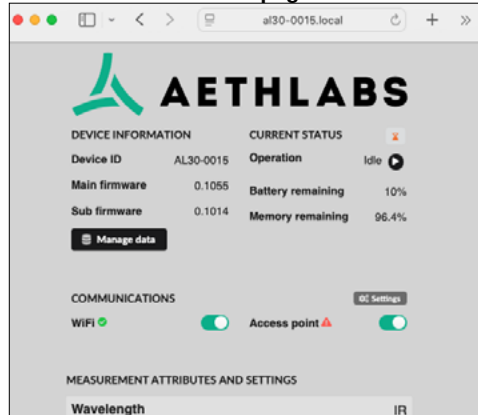 al30-0015.local
AETHLABS
DEVICE INFORMATION
Device ID AL30-0015
Main firmware 0.1055
Sub firmware 0.1014
Manage data
CURRENT STATUS
Operation Idle
Battery remaining 10%
Memory remaining 96.4%
COMMUNICATIONS
Settings
WiFi
Access point
MEASUREMENT ATTRIBUTES AND SETTINGS
Wavelength IR